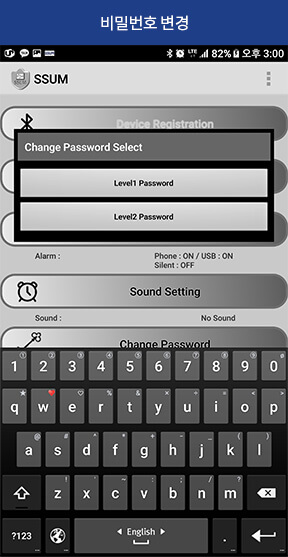 비밀번호 변경
82% 오후 3:00
SSUM
Device Registration
Change Password Select
Level1 Password
Level2 Password
Alarm : Phone : ON / USB : ON
Silent : OFF
Sound Setting
Sound : No Sound
Change Password
1 2 3 4 5 6 7 8 9 0
q w e r t y u i o p
a s d f g h j k l
z x c v b n m
?123 English .